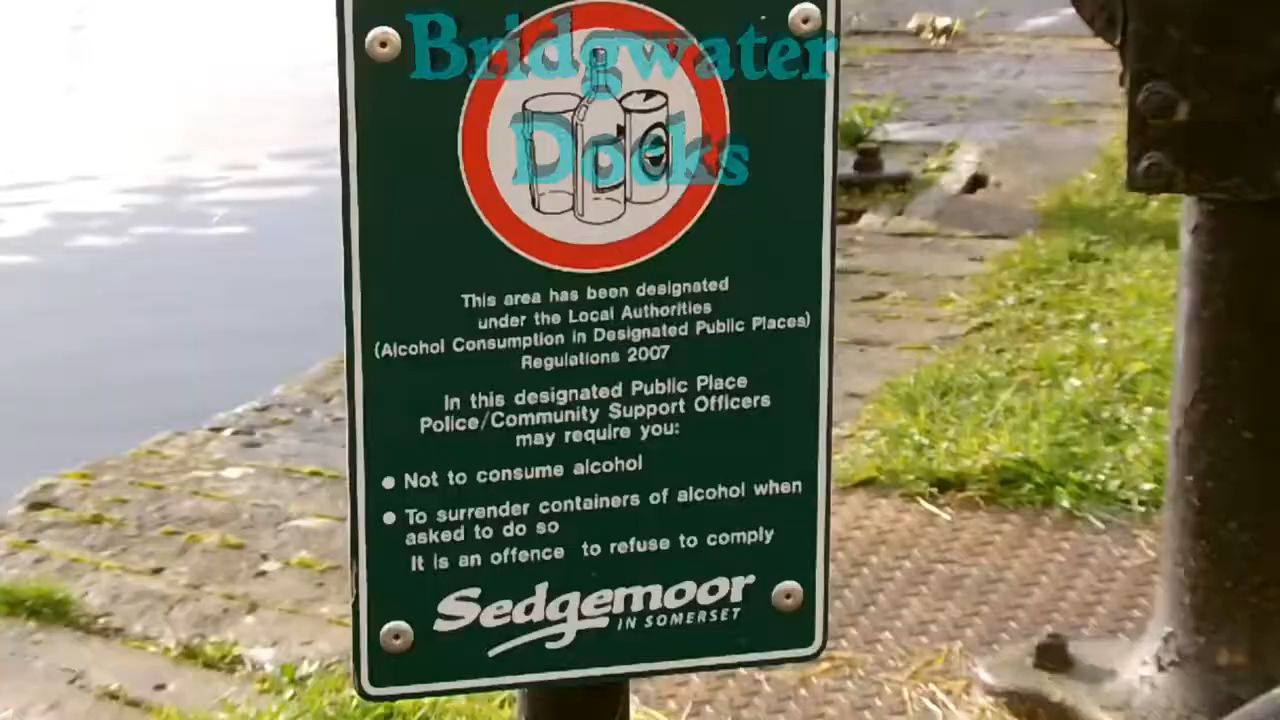 Bridgwater
Docks
This area has been designated
under the Local Authorities
(Alcohol Consumption in Designated Public Places)
Regulations 2007
In this designated Public Place
Police/Community Support Officers
may require you:
● Not to consume alcohol
● To surrender containers of alcohol when
asked to do so
It is an offence to refuse to comply
Sedgemoor
IN SOMERSET